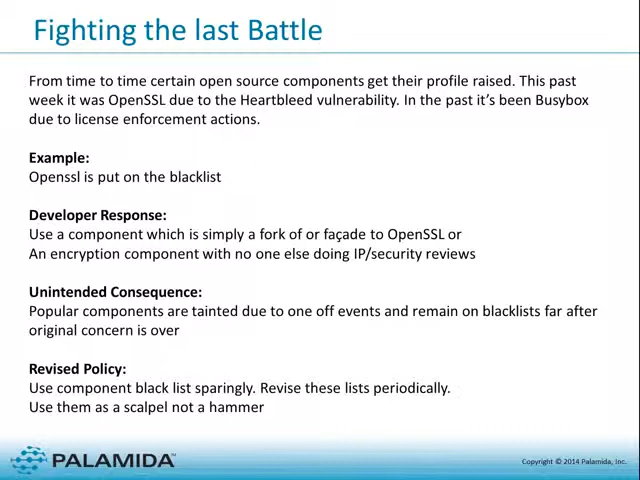 Fighting the last Battle
From time to time certain open source components get their profile raised. This past
week it was OpenSSL due to the Heartbleed vulnerability. In the past it’s been Busybox
due to license enforcement actions.
Example:
Openssl is put on the blacklist
Developer Response:
Use a component which is simply a fork of or façade to OpenSSL or
An encryption component with no one else doing IP/security reviews
Unintended Consequence:
Popular components are tainted due to one off events and remain on blacklists far after
original concern is over
Revised Policy:
Use component black list sparingly. Revise these lists periodically.
Use them as a scalpel not a hammer
PALAMIDA™
Copyright © 2014 Palamida, Inc.